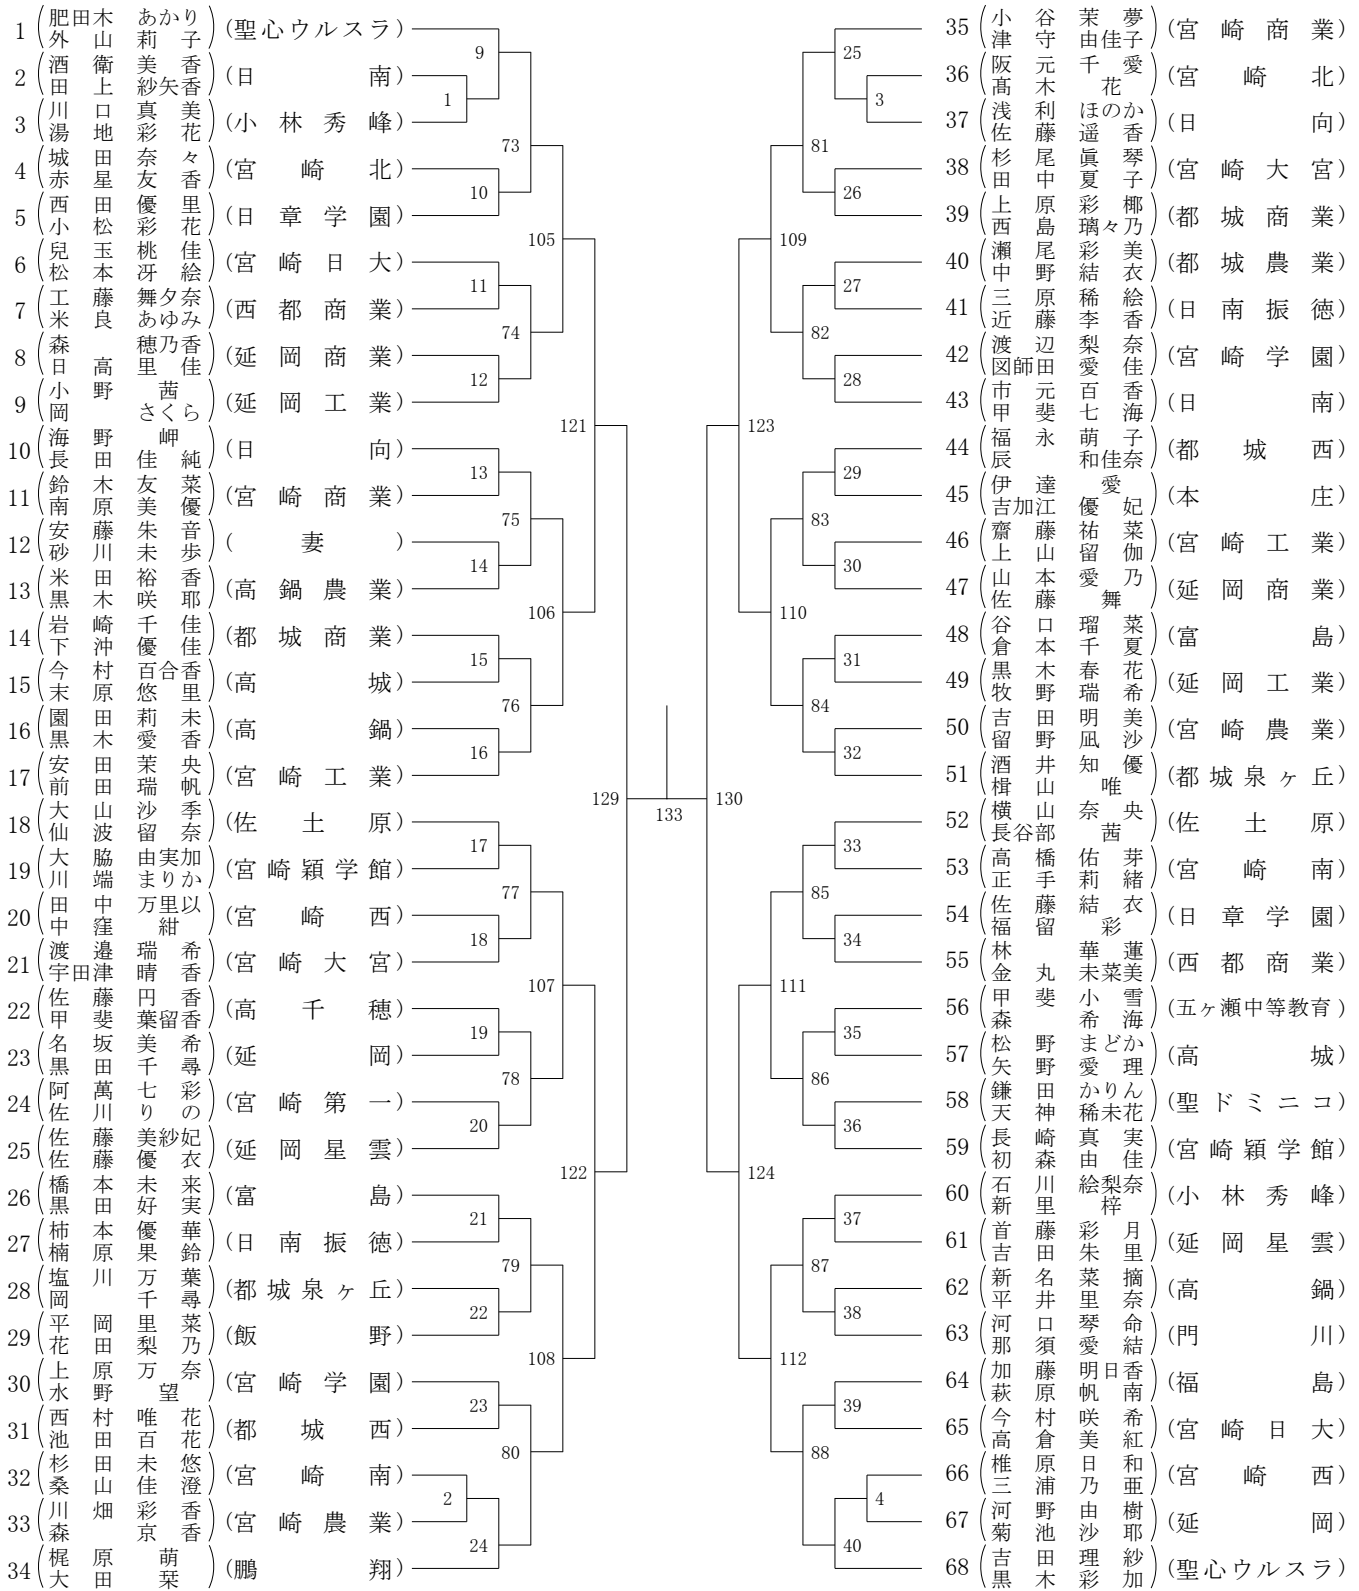 1 (肥田木 あかり 外山 莉子) (聖心ウルスラ)
2 (酒衛 美香 田上 紗矢香) (日南)
3 (川口 真美 湯地 彩花) (小林秀峰)
4 (城田 奈々 赤星 友香) (宮崎北)
5 (西田 優里 小松 彩花) (日章学園)
6 (兒玉 桃佳 松本 冴絵) (宮崎日大)
7 (工藤 舞夕奈 米良 あゆみ) (西都商業)
8 (森 穂乃香 日高 里佳) (延岡商業)
9 (小野 茜 岡 さくら) (延岡工業)
10 (海野 岬 長田 佳純) (日向)
11 (鈴木 友菜 南原 美優) (宮崎商業)
12 (安藤 朱音 砂川 未歩) (妻)
13 (米田 裕香 黒木 咲耶) (高鍋農業)
14 (岩崎 千佳 下沖 優佳) (都城商業)
15 (今村 百合香 末原 悠里) (高城)
16 (園田 莉未 黒木 愛香) (高鍋)
17 (安田 茉央 前田 瑞帆) (宮崎工業)
18 (大山 沙季 仙波 留奈) (佐土原)
19 (大脇 由実加 川端 まりか) (宮崎穎学館)
20 (田中 万里以 中窪 紺) (宮崎西)
21 (渡邉 瑞希 宇田津 晴香) (宮崎大宮)
22 (佐藤 円香 甲斐 葉留香) (高千穂)
23 (名坂 美希 黒田 千尋) (延岡)
24 (阿萬 七彩 佐川 りの) (宮崎第一)
25 (佐藤 美紗妃 佐藤 優衣) (延岡星雲)
26 (橋本 未来 黒田 好実) (富島)
27 (柿本 優華 楠原 果鈴) (日南振徳)
28 (塩川 万葉 岡 千尋) (都城泉ヶ丘)
29 (平岡 里菜 花田 梨乃) (飯野)
30 (上原 万奈 水野 望) (宮崎学園)
31 (西村 唯花 池田 百花) (都城西)
32 (杉田 未悠 桑山 佳澄) (宮崎南)
33 (川畑 彩香 森 京香) (宮崎農業)
34 (梶原 萌 大田 栞) (鵬翔)
9
1
73
10
105
11
74
12
121
13
75
14
106
15
76
16
129
17
77
18
107
19
78
20
122
21
79
22
108
23
80
2
24
133
25
3
81
26
109
27
82
28
123
29
83
30
110
31
84
32
130
33
85
34
111
35
86
36
124
37
87
38
112
39
88
4
40
35 (小谷 茉夢 津守 由佳子) (宮崎商業)
36 (阪元 千愛 髙木 花) (宮崎北)
37 (浅利 ほのか 佐藤 遥香) (日向)
38 (杉尾 眞琴 田中 夏子) (宮崎大宮)
39 (上原 彩椰 西島 璃々乃) (都城商業)
40 (瀬尾 彩美 中野 結衣) (都城農業)
41 (三原 稀絵 近藤 李香) (日南振徳)
42 (渡辺 梨奈 図師田 愛佳) (宮崎学園)
43 (市元 百香 甲斐 七海) (日南)
44 (福永 萌子 辰 和佳奈) (都城西)
45 (伊達 愛 吉加江 優妃) (本庄)
46 (齋藤 祐菜 上山 留伽) (宮崎工業)
47 (山本 愛乃 佐藤 舞) (延岡商業)
48 (谷口 瑠菜 倉本 千夏) (富島)
49 (黒木 春花 牧野 瑞希) (延岡工業)
50 (吉田 明美 留野 凪沙) (宮崎農業)
51 (酒井 知優 楫山 唯) (都城泉ヶ丘)
52 (横山 奈央 長谷部 茜) (佐土原)
53 (高橋 佑芽 正手 莉緒) (宮崎南)
54 (佐藤 結衣 福留 彩) (日章学園)
55 (林 華蓮 金丸 未菜美) (西都商業)
56 (甲斐 小雪 森 希海) (五ヶ瀬中等教育)
57 (松野 まどか 矢野 愛理) (高城)
58 (鎌田 かりん 天神 稀未花) (聖ドミニコ)
59 (長崎 真実 初森 由佳) (宮崎穎学館)
60 (石川 絵梨奈 新里 梓) (小林秀峰)
61 (首藤 彩月 吉田 朱里) (延岡星雲)
62 (新名 菜摘 平井 里奈) (高鍋)
63 (河口 琴命 那須 愛結) (門川)
64 (加藤 明日香 萩原 帆南) (福島)
65 (今村 咲希 高倉 美紅) (宮崎日大)
66 (椎原 日和 三浦 乃亜) (宮崎西)
67 (河野 由樹 菊池 沙耶) (延岡)
68 (吉田 理紗 黒木 彩加) (聖心ウルスラ)